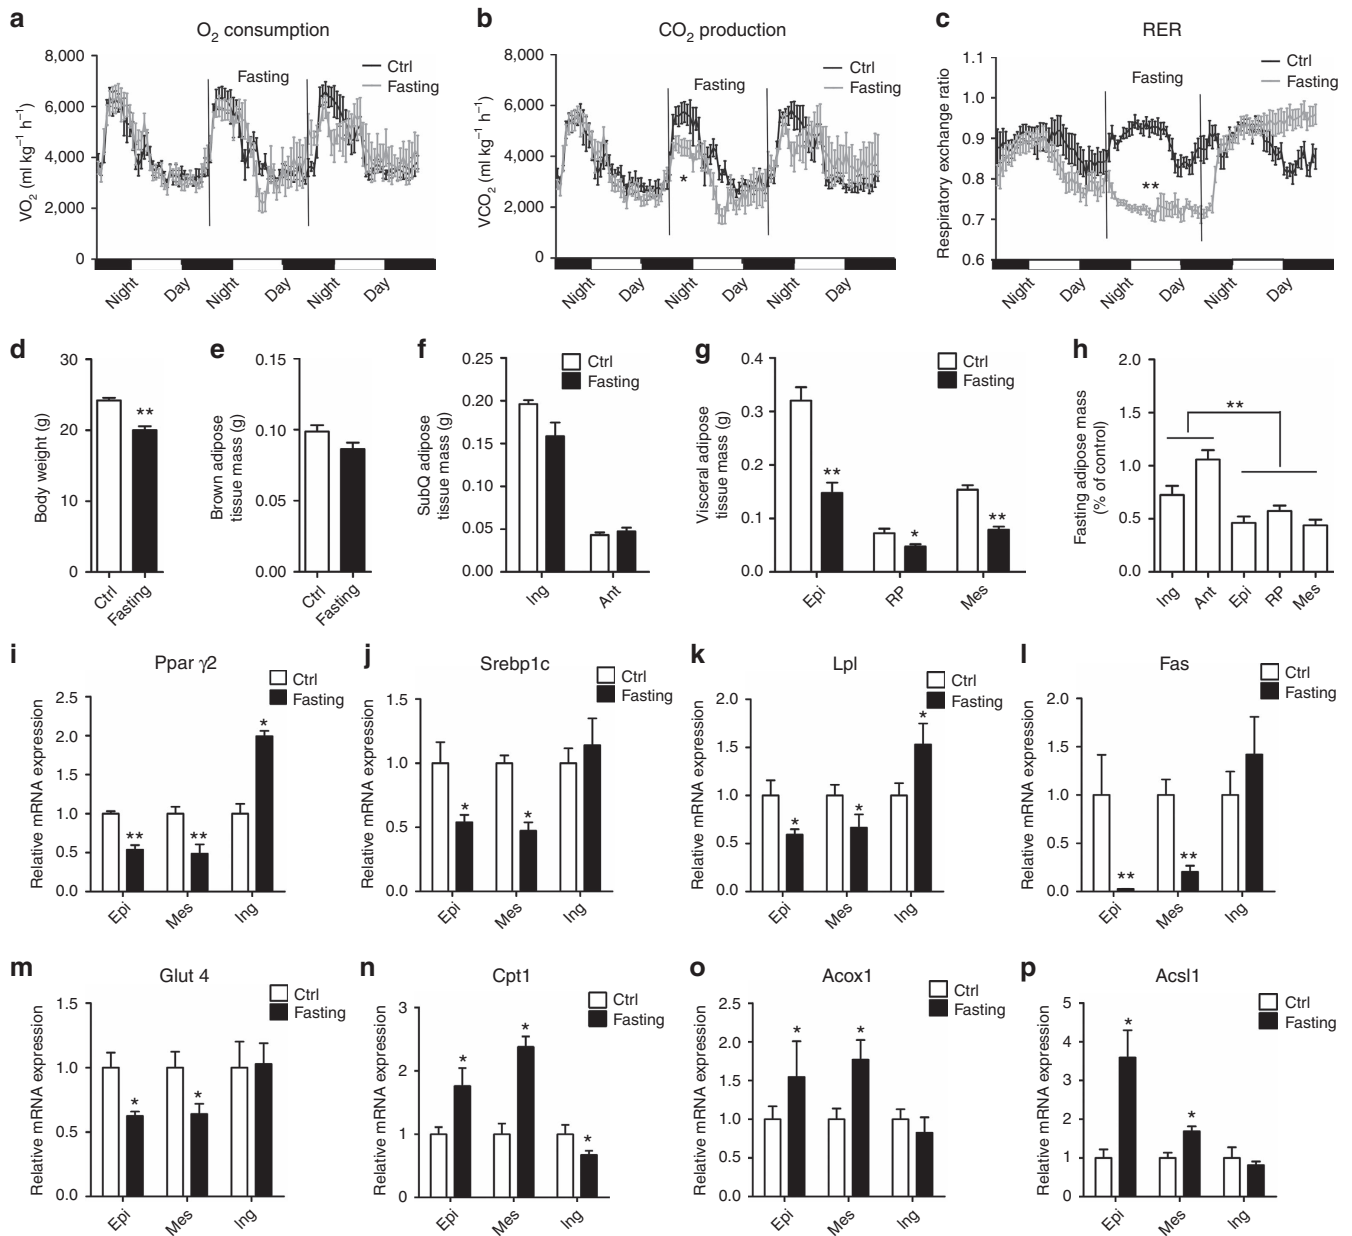 a
O2 consumption
8,000
6,000
4,000
2,000
0
VO2 (ml kg−1 h−1)
Fasting
Ctrl
Fasting
Night
Day
Night
Day
Night
Day
b
CO2 production
8,000
6,000
4,000
2,000
0
VCO2 (ml kg−1 h−1)
Fasting
Ctrl
Fasting
*
Night
Day
Night
Day
Night
Day
c
RER
1.1
1.0
0.9
0.8
0.7
0.6
Respiratory exchange ratio
Fasting
Ctrl
Fasting
**
Night
Day
Night
Day
Night
Day
d
30
20
10
0
Body weight (g)
**
Ctrl
Fasting
e
0.15
0.10
0.05
0.00
Brown adipose
tissue mass (g)
Ctrl
Fasting
f
0.25
0.20
0.15
0.10
0.05
0.00
SubQ adipose
tissue mass (g)
Ctrl
Fasting
Ing
Ant
g
0.4
0.3
0.2
0.1
0.0
Visceral adipose
tissue mass (g)
Ctrl
Fasting
**
*
**
Epi
RP
Mes
h
2.0
1.5
1.0
0.5
0.0
Fasting adipose mass
(% of control)
**
Ing
Ant
Epi
RP
Mes
i
Ppar γ2
2.5
2.0
1.5
1.0
0.5
0.0
Relative mRNA expression
Ctrl
Fasting
**
**
*
Epi
Mes
Ing
j
Srebp1c
1.5
1.0
0.5
0.0
Relative mRNA expression
Ctrl
Fasting
*
*
Epi
Mes
Ing
k
Lpl
2.0
1.5
1.0
0.5
0.0
Relative mRNA expression
Ctrl
Fasting
*
*
*
Epi
Mes
Ing
l
Fas
2.0
1.5
1.0
0.5
0.0
Relative mRNA expression
Ctrl
Fasting
**
**
Epi
Mes
Ing
m
Glut 4
1.5
1.0
0.5
0.0
Relative mRNA expression
Ctrl
Fasting
*
*
Epi
Mes
Ing
n
Cpt1
3
2
1
0
Relative mRNA expression
Ctrl
Fasting
*
*
*
Epi
Mes
Ing
o
Acox1
2.5
2.0
1.5
1.0
0.5
0.0
Relative mRNA expression
Ctrl
Fasting
*
*
Epi
Mes
Ing
p
Acsl1
5
4
3
2
1
0
Relative mRNA expression
Ctrl
Fasting
*
*
Epi
Mes
Ing